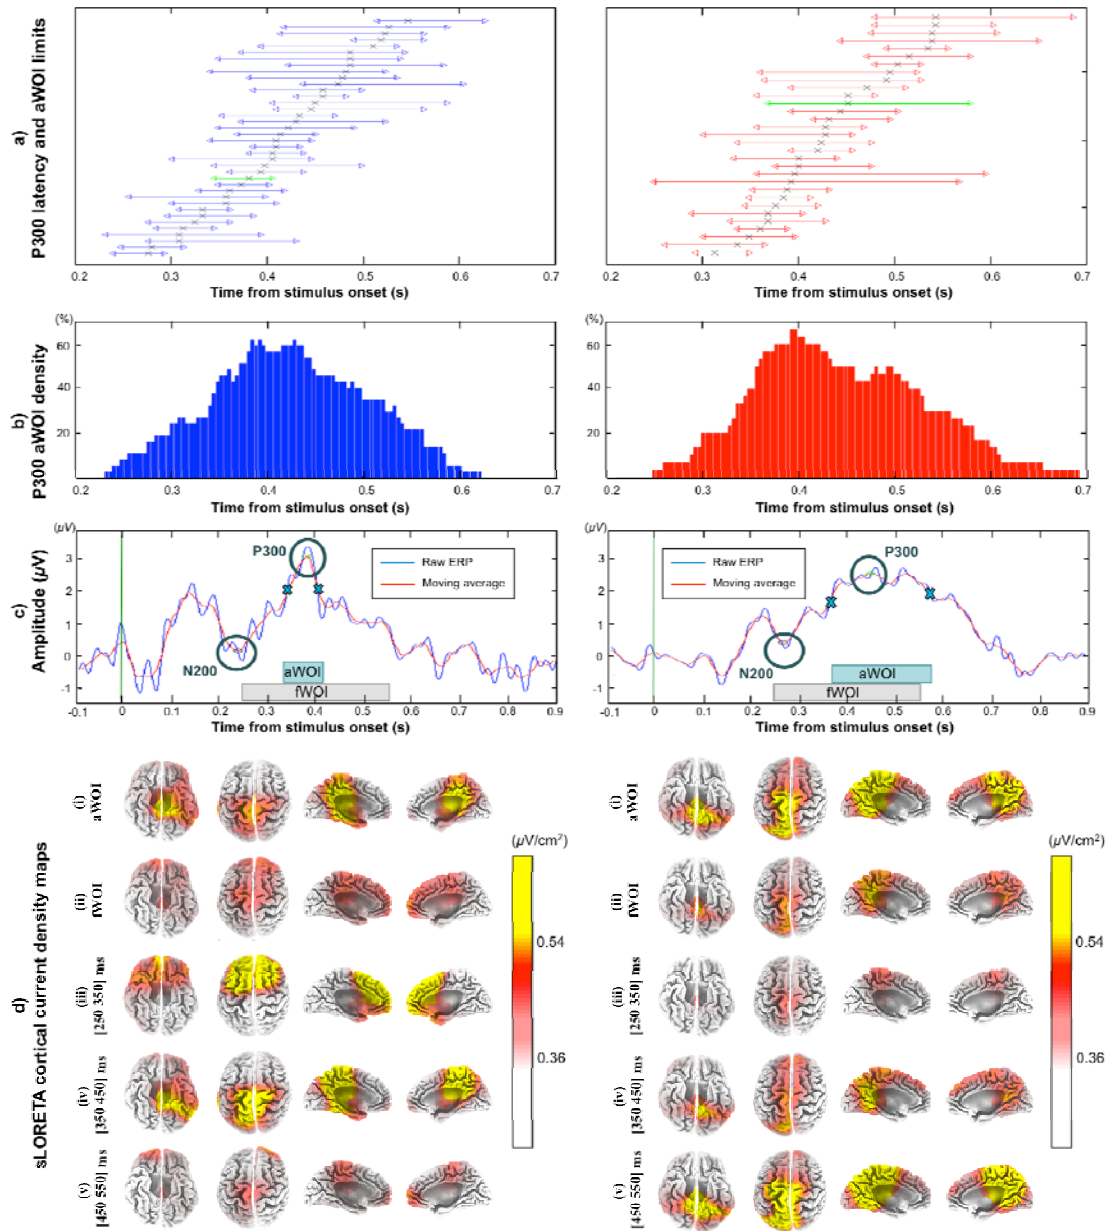 a)
P300 latency and aWOI limits
0.2 0.3 0.4 0.5 0.6 0.7
Time from stimulus onset (s)
0.2 0.3 0.4 0.5 0.6 0.7
Time from stimulus onset (s)
b)
P300 aWOI density
(%)
60
40
20
0.2 0.3 0.4 0.5 0.6 0.7
Time from stimulus onset (s)
(%)
60
40
20
0.2 0.3 0.4 0.5 0.6 0.7
Time from stimulus onset (s)
c)
Amplitude (µV)
(µV)
3
2
1
0
-1
P300
N200
Raw ERP
Moving average
aWOI
fWOI
-0.1 0 0.1 0.2 0.3 0.4 0.5 0.6 0.7 0.8 0.9
Time from stimulus onset (s)
(µV)
3
2
1
0
-1
P300
N200
Raw ERP
Moving average
aWOI
fWOI
-0.1 0 0.1 0.2 0.3 0.4 0.5 0.6 0.7 0.8 0.9
Time from stimulus onset (s)
d)
sLORETA cortical current density maps
(i)
aWOI
(ii)
fWOI
(iii)
[250 350] ms
(iv)
[350 450] ms
(v)
[450 550] ms
(µV/cm²)
0.54
0.36
(i)
aWOI
(ii)
fWOI
(iii)
[250 350] ms
(iv)
[350 450] ms
(v)
[450 550] ms
(µV/cm²)
0.54
0.36